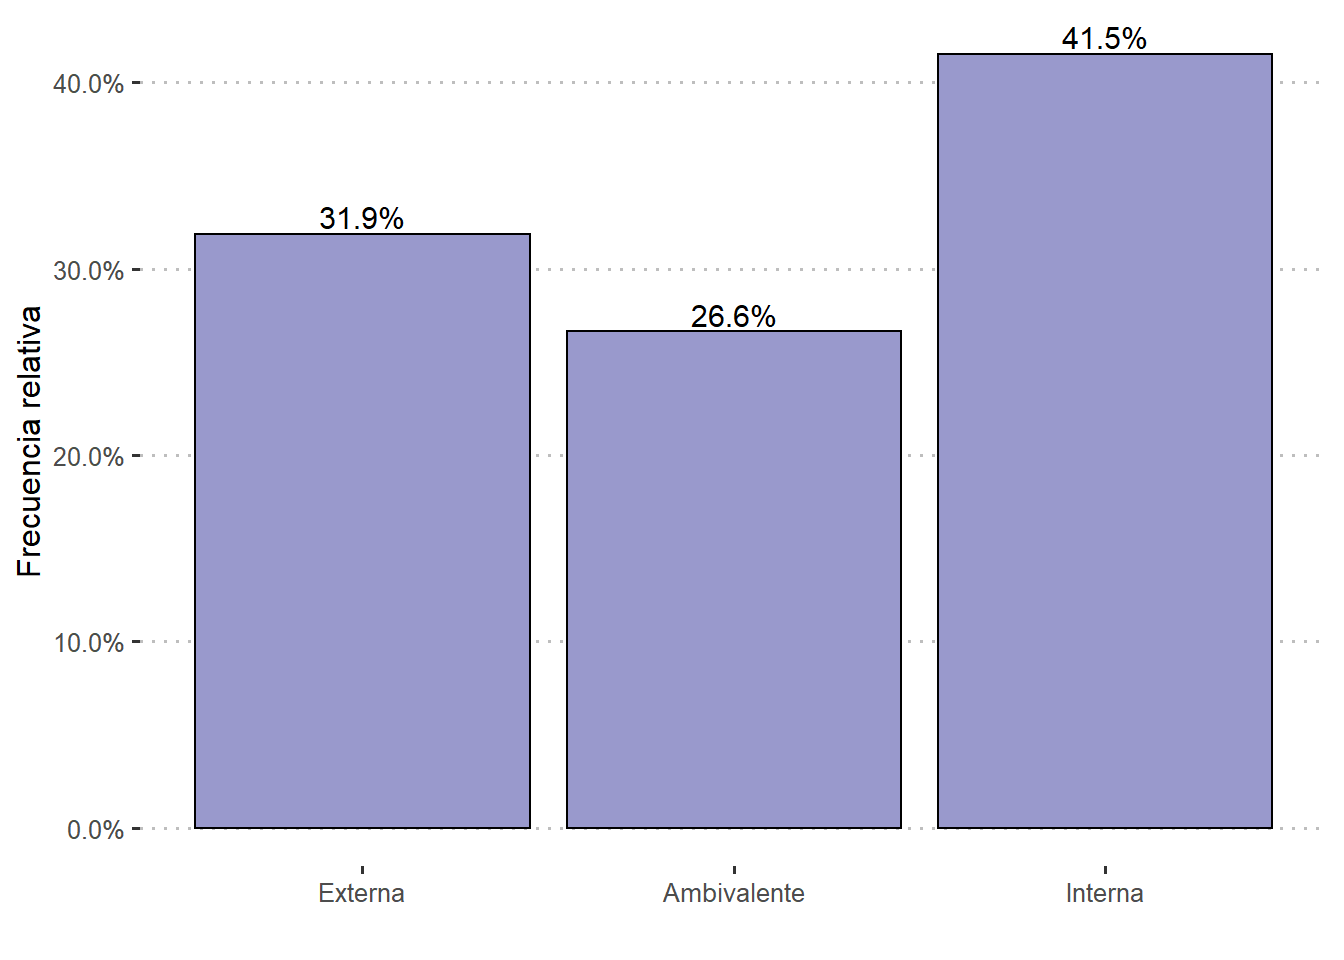 41.5%
40.0%
31.9%
30.0%
26.6%
20.0%
10.0%
0.0%
Frecuencia relativa
Externa
Ambivalente
Interna